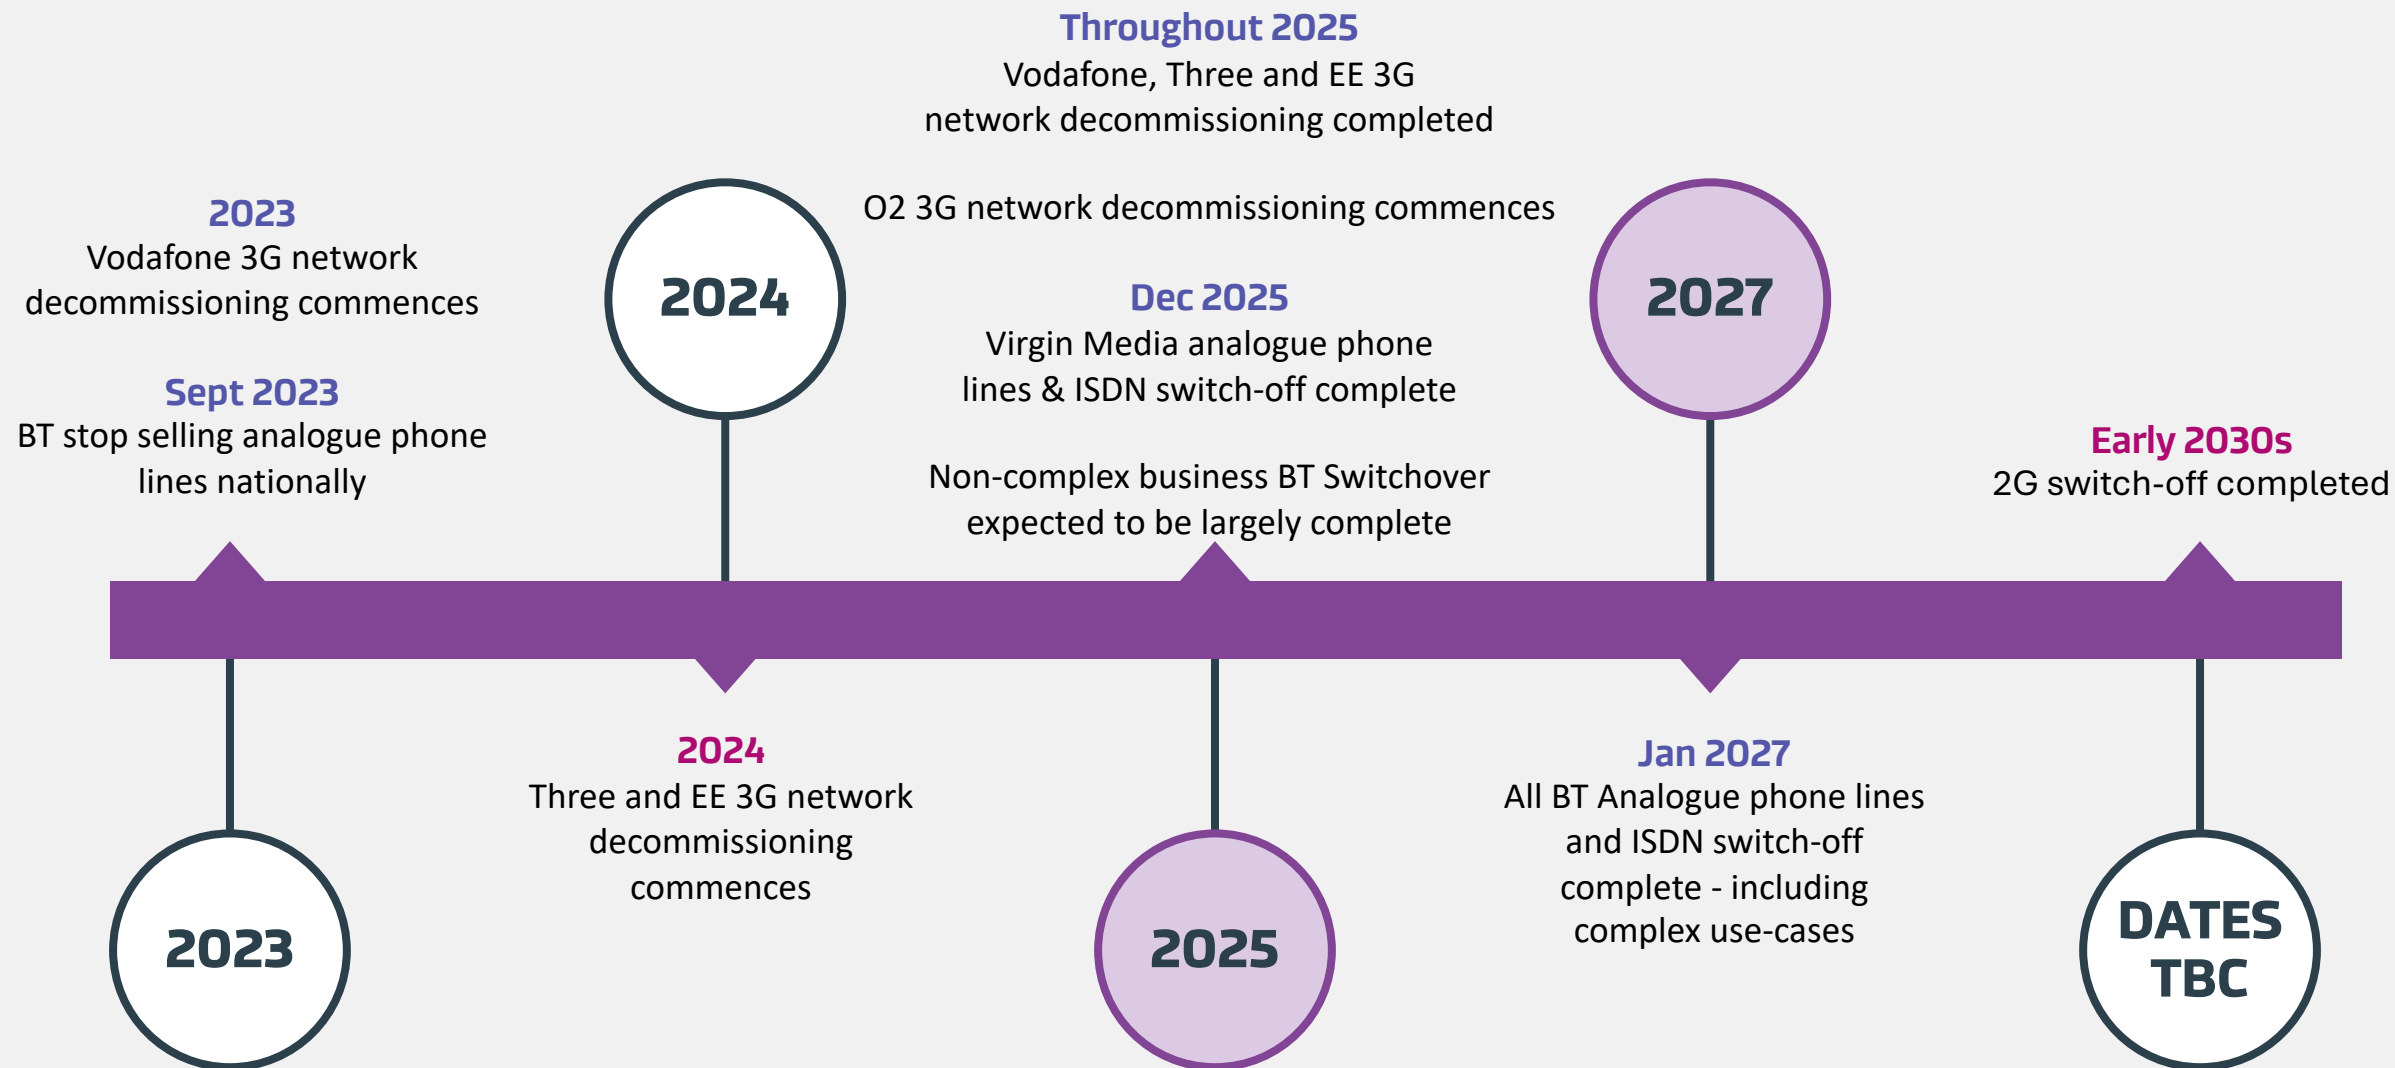 2023
Vodafone 3G network
decommissioning commences
Sept 2023
BT stop selling analogue phone
lines nationally
2023
2024
2024
Three and EE 3G network
decommissioning
commences
Throughout 2025
Vodafone, Three and EE 3G
network decommissioning completed
O2 3G network decommissioning commences
Dec 2025
Virgin Media analogue phone
lines & ISDN switch-off complete
Non-complex business BT Switchover
expected to be largely complete
2025
2027
Jan 2027
All BT Analogue phone lines
and ISDN switch-off
complete - including
complex use-cases
Early 2030s
2G switch-off completed
DATES
TBC